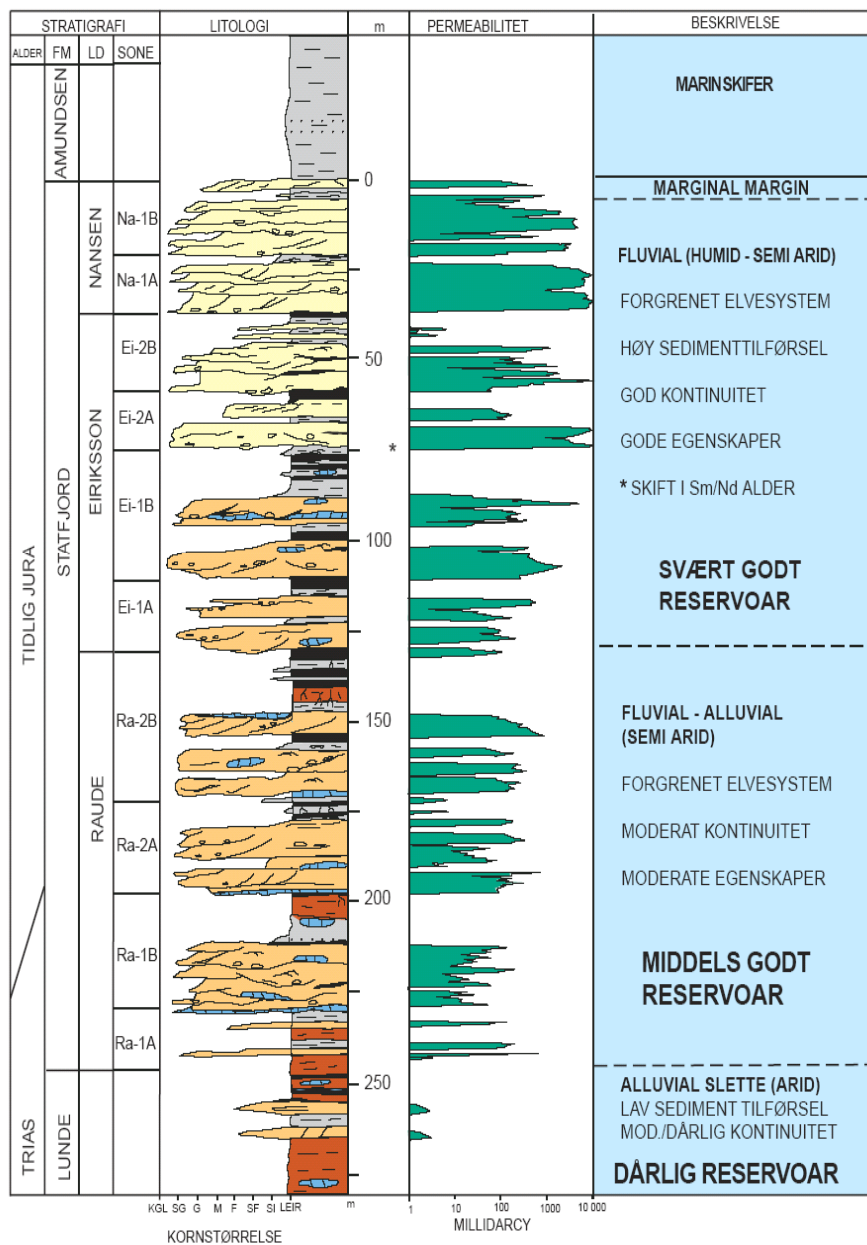 STRATIGRAFI LITOLOGI m PERMEABILITET BESKRIVELSE
ALDER FM LD SONE
AMUNDSEN
MARINSKIFER
0
MARGINAL MARGIN
NANSEN
Na-1B
FLUVIAL (HUMID - SEMI ARID)
Na-1A
FORGRENET ELVESYSTEM
Ei-2B
HØY SEDIMENTTILFØRSEL
50
GOD KONTINUITET
Ei-2A
GODE EGENSKAPER
*
EIRIKSSON
Ei-1B
* SKIFT I Sm/Nd ALDER
STATFJORD
100
SVÆRT GODT
RESERVOAR
TIDLIG JURA
Ei-1A
Ra-2B
150
FLUVIAL - ALLUVIAL
(SEMI ARID)
FORGRENET ELVESYSTEM
RAUDE
Ra-2A
MODERAT KONTINUITET
MODERATE EGENSKAPER
200
Ra-1B
MIDDELS GODT
RESERVOAR
Ra-1A
250
ALLUVIAL SLETTE (ARID)
LAV SEDIMENT TILFØRSEL
MOD./DÅRLIG KONTINUITET
TRIAS
LUNDE
DÅRLIG RESERVOAR
KGL SG G M F SF SI LEIR m 1 10 100 1000 10 000
KORNSTØRRELSE
MILLIDARCY